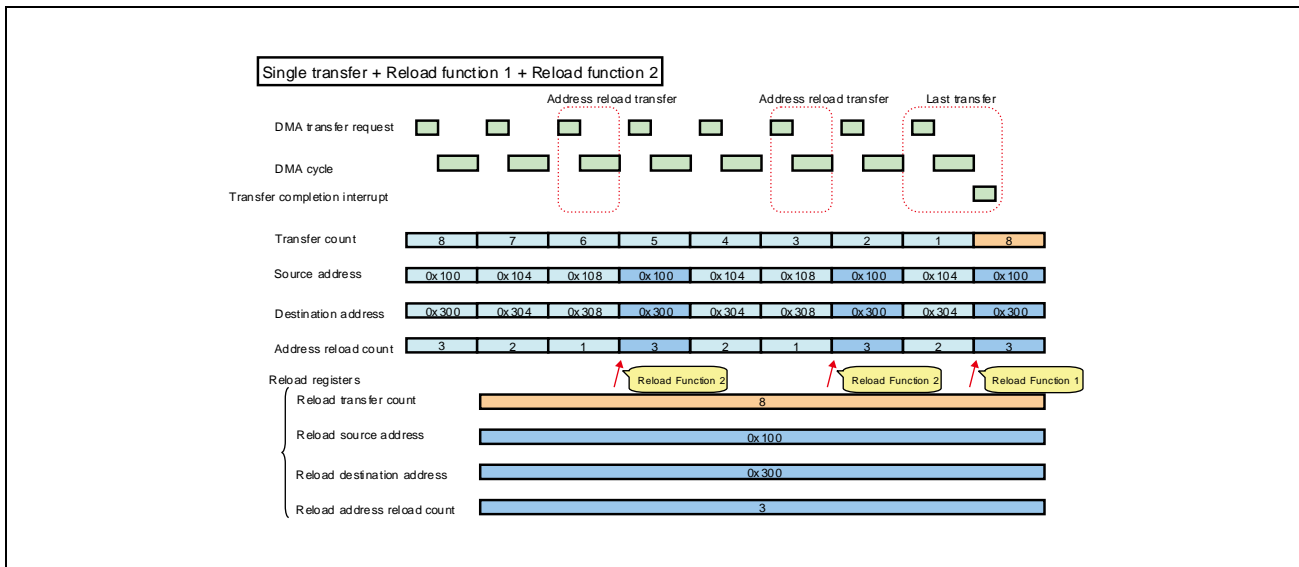 Single transfer + Reload function 1 + Reload function 2
Address reload transfer Address reload transfer Last transfer
DMA transfer request
DMA cycle
Transfer completion interrupt
Transfer count 8 7 6 5 4 3 2 1 8
Source address 0x100 0x104 0x108 0x100 0x104 0x108 0x100 0x104 0x100
Destination address 0x300 0x304 0x308 0x300 0x304 0x308 0x300 0x304 0x300
Address reload count 3 2 1 3 2 1 3 2 3
Reload registers Reload Function 2 Reload Function 2 Reload Function 1
Reload transfer count 8
Reload source address 0x100
Reload destination address 0x300
Reload address reload count 3